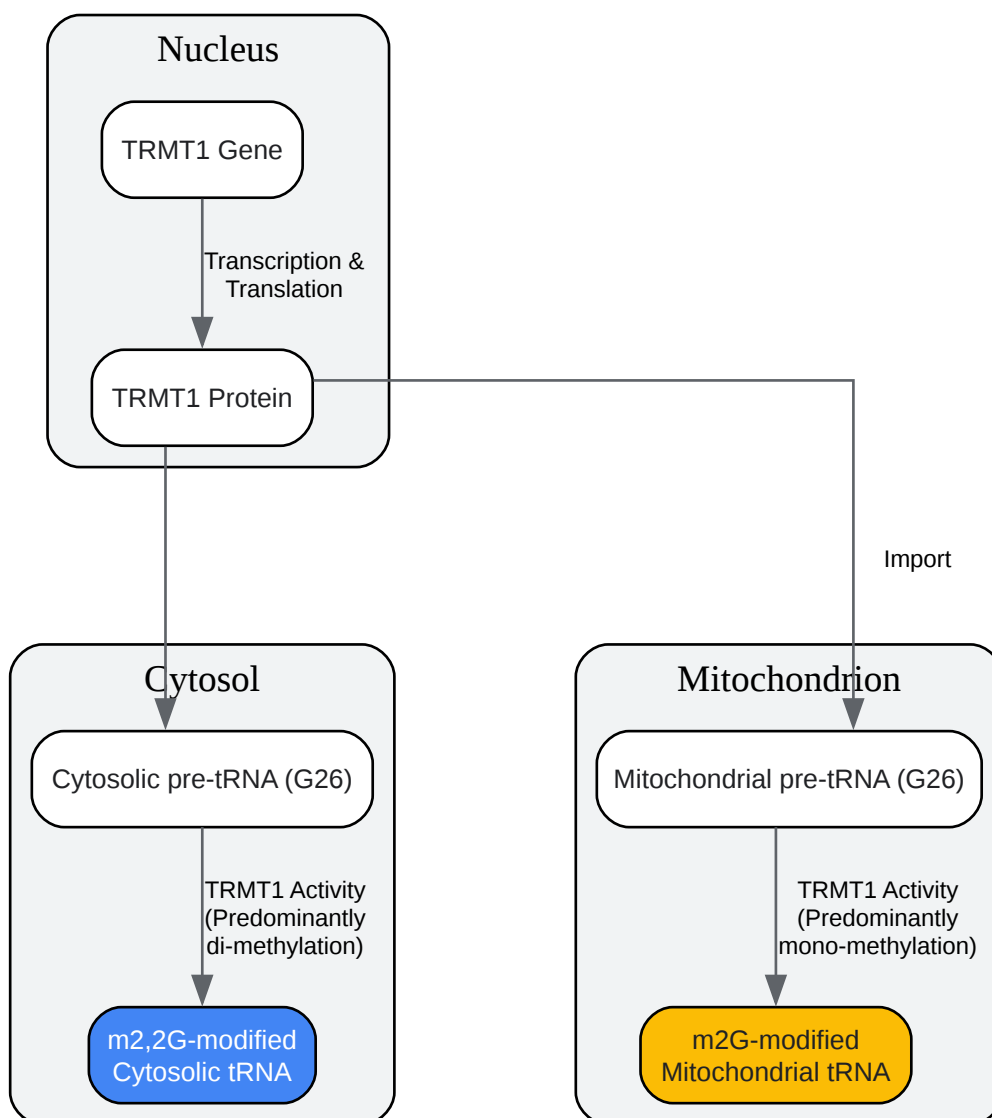 Nucleus
TRMT1 Gene
Transcription &
Translation
TRMT1 Protein
Import
Cytosol
Cytosolic pre-tRNA (G26)
TRMT1 Activity
(Predominantly
di-methylation)
m2,2G-modified
Cytosolic tRNA
Mitochondrion
Mitochondrial pre-tRNA (G26)
TRMT1 Activity
(Predominantly
mono-methylation)
m2G-modified
Mitochondrial tRNA